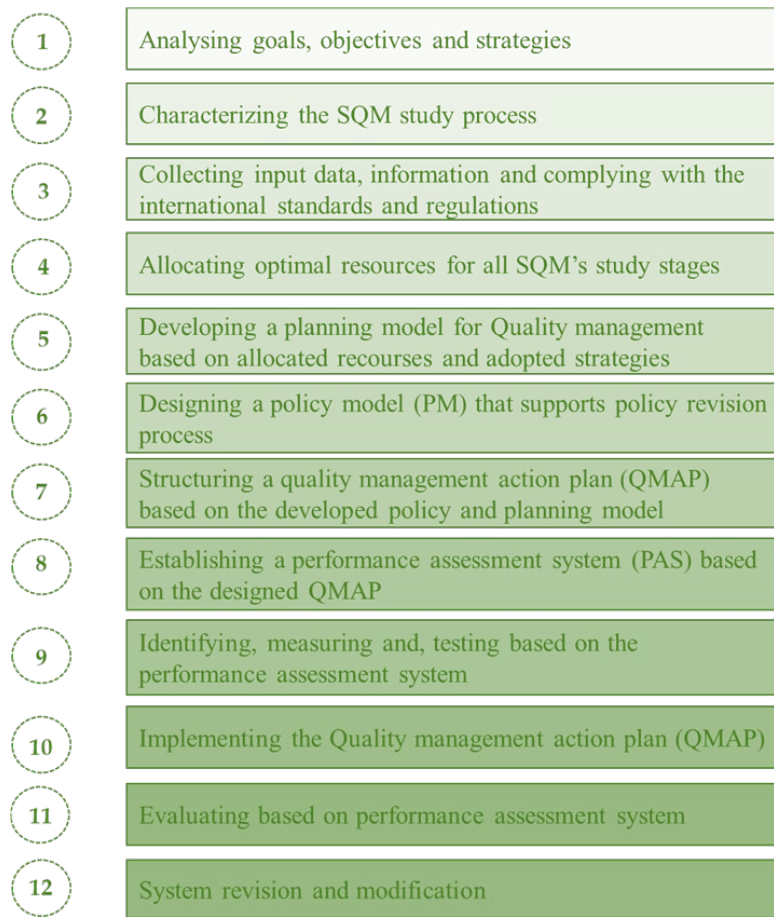 1
Analysing goals, objectives and strategies
2
Characterizing the SQM study process
3
Collecting input data, information and complying with the
international standards and regulations
4
Allocating optimal resources for all SQM's study stages
5
Developing a planning model for Quality management
based on allocated recourses and adopted strategies
6
Designing a policy model (PM) that supports policy revision
process
7
Structuring a quality management action plan (QMAP)
based on the developed policy and planning model
8
Establishing a performance assessment system (PAS) based
on the designed QMAP
9
Identifying, measuring and, testing based on the
performance assessment system
10
Implementing the Quality management action plan (QMAP)
11
Evaluating based on performance assessment system
12
System revision and modification